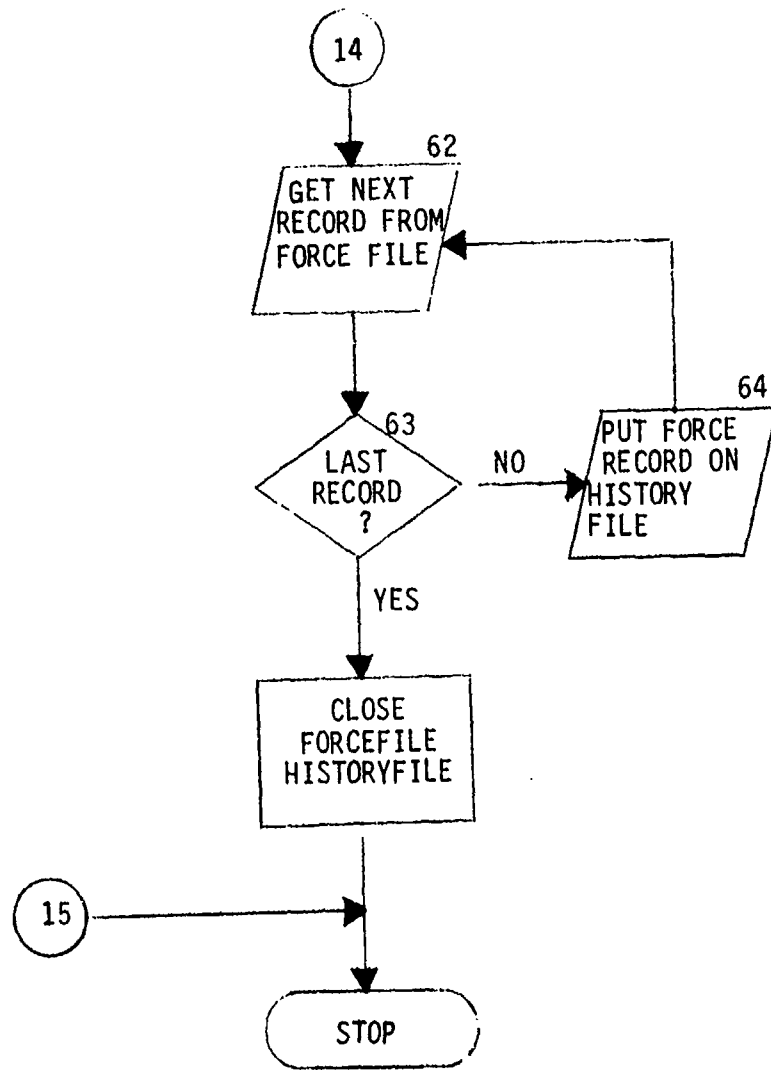 14
62
GET NEXT
RECORD FROM
FORCE FILE
63
LAST
RECORD
?
NO
64
PUT FORCE
RECORD ON
HISTORY
FILE
YES
CLOSE
FORCEFILE
HISTORYFILE
15
STOP